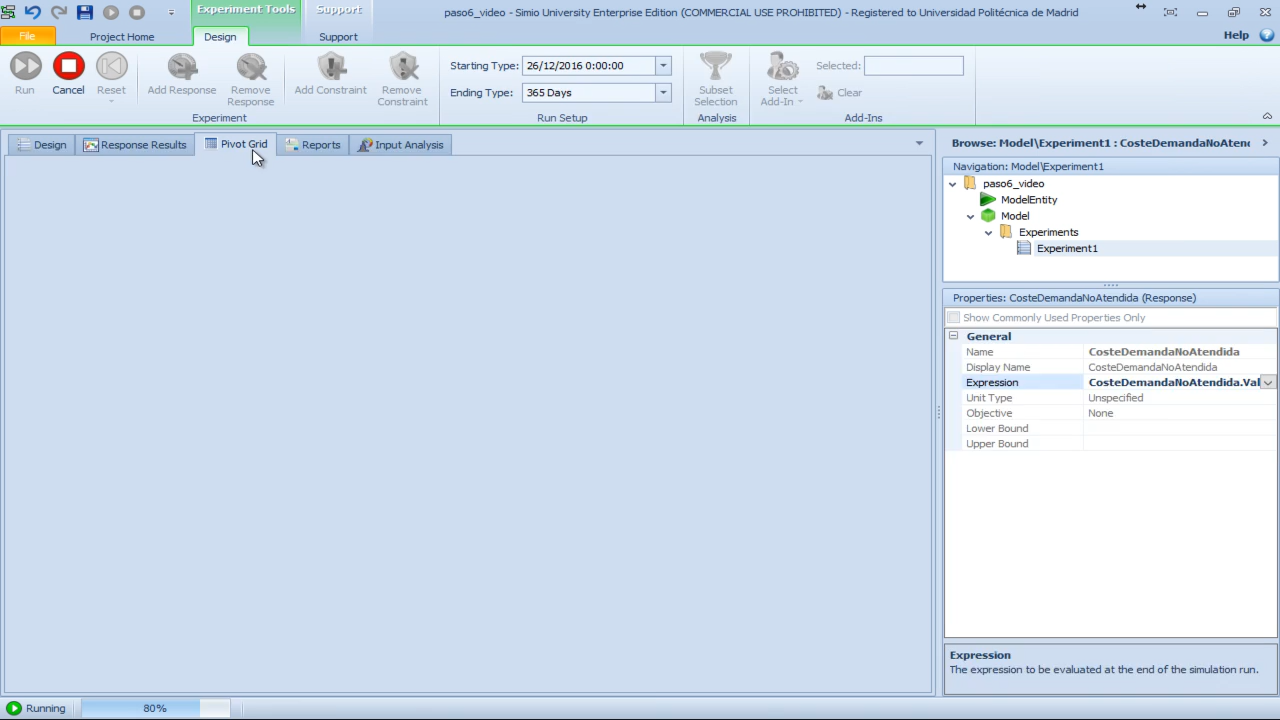 Experiment Tools
Support
paso6_video - Simio University Enterprise Edition (COMMERCIAL USE PROHIBITED) - Registered to Universidad Politécnica de Madrid
File
Project Home
Design
Support
Help
Run
Cancel
Reset
Add Response
Remove Response
Add Constraint
Remove Constraint
Experiment
Starting Type: 26/12/2016 0:00:00
Ending Type: 365 Days
Run Setup
Subset Selection
Analysis
Select Add-In
Selected:
Clear
Add-Ins
Design
Response Results
Pivot Grid
Reports
Input Analysis
Browse: Model\Experiment1 : CosteDemandaNoAtend
Navigation: Model\Experiment1
paso6_video
ModelEntity
Model
Experiments
Experiment1
Properties: CosteDemandaNoAtendida (Response)
Show Commonly Used Properties Only
General
Name CosteDemandaNoAtendida
Display Name CosteDemandaNoAtendida
Expression CosteDemandaNoAtendida.Val
Unit Type Unspecified
Objective None
Lower Bound
Upper Bound
Expression
The expression to be evaluated at the end of the simulation run.
Running 80%